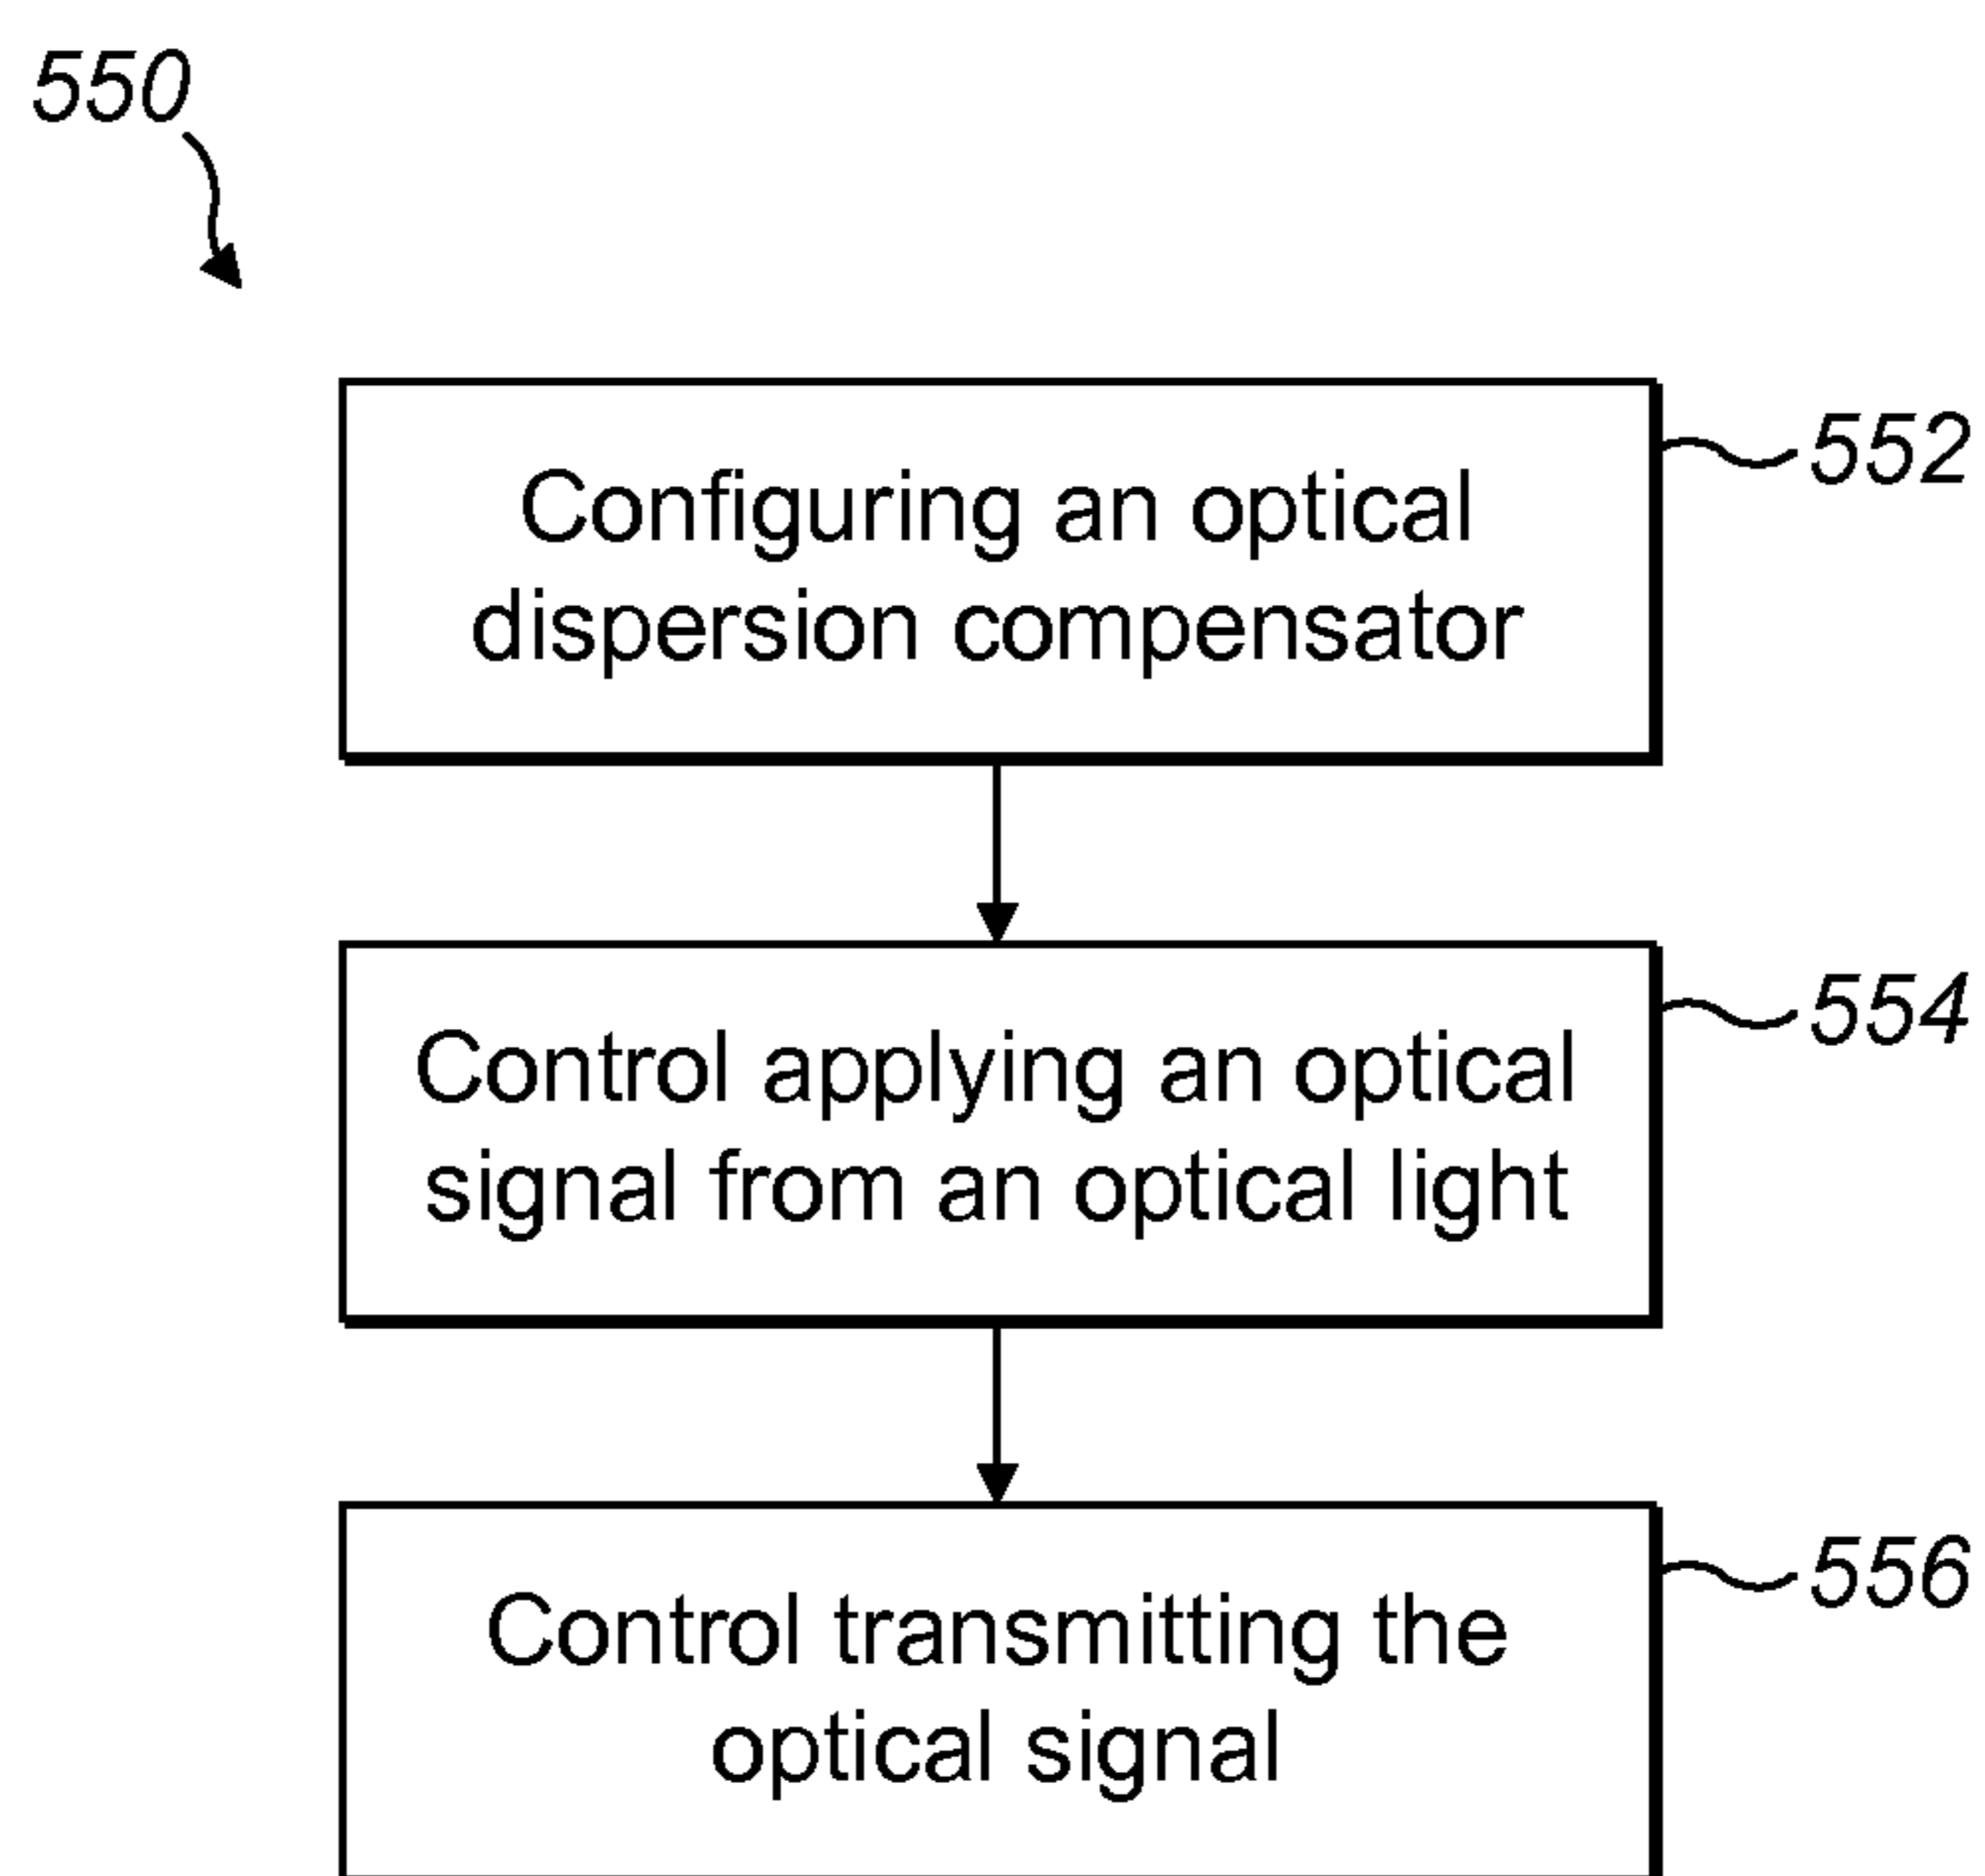 550
Configuring an optical
dispersion compensator
552
Control applying an optical
signal from an optical light
554
Control transmitting the
optical signal
556